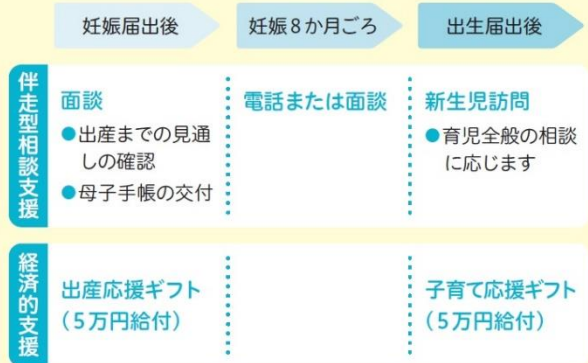 妊娠届出後
妊娠8か月ごろ
出生届出後
伴走型相談支援
面談
●出産までの見通
しの確認
●母子手帳の交付
電話または面談
新生児訪問
●育児全般の相談
に応じます
経済的支援
出産応援ギフト
(5万円給付)
子育て応援ギフト
(5万円給付)